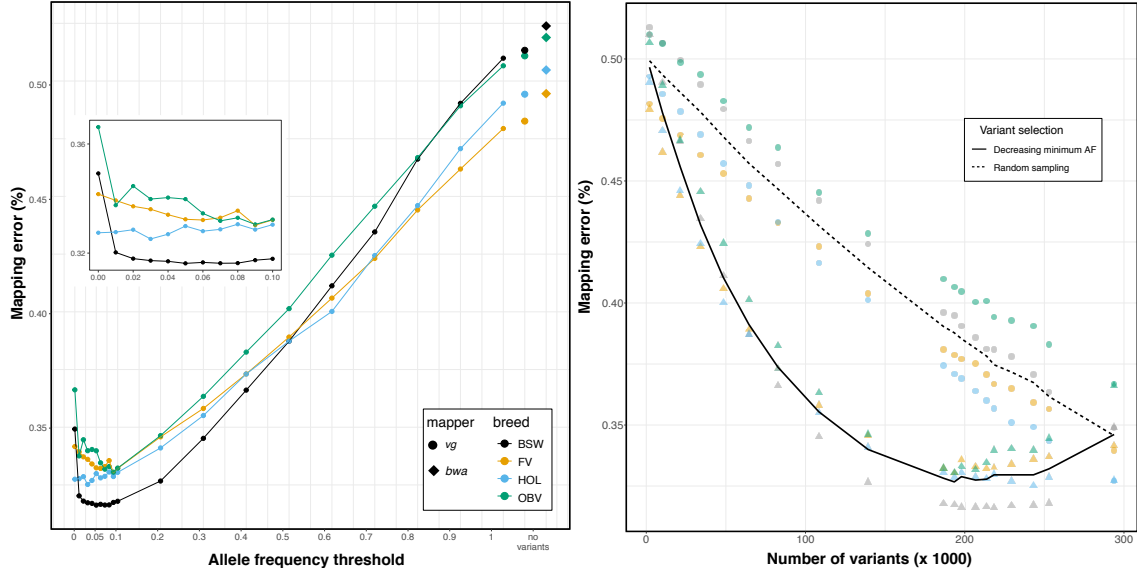 0.50
0.45
0.40
0.35
Mapping error (%)
0.36
0.32
0.00 0.02 0.04 0.06 0.08 0.10
mapper breed
vg BSW
bwa FV
HOL
OBV
0 0.05 0.1 0.2 0.3 0.4 0.5 0.6 0.7 0.8 0.9 1 no variants
Allele frequency threshold
0.50
0.45
0.40
0.35
Mapping error (%)
Variant selection
Decreasing minimum AF
Random sampling
0 100 200 300
Number of variants (x 1000)